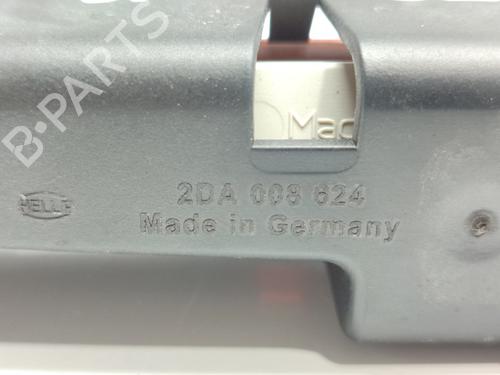 B-PARTS
Mad
HELLA
2DA 008 624
Made in Germany